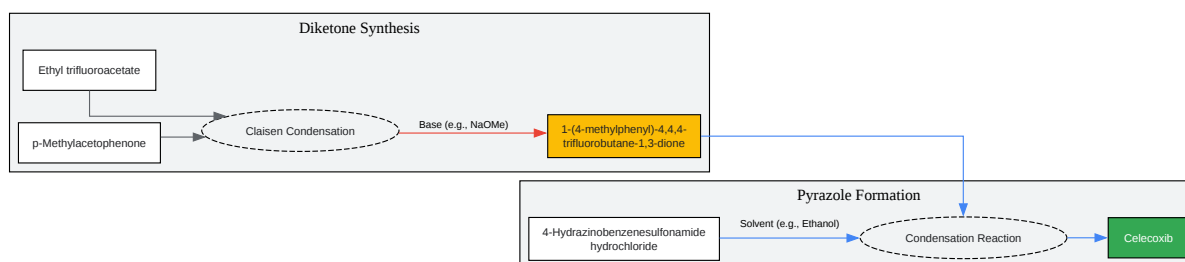 Diketone Synthesis
Ethyl trifluoroacetate
p-Methylacetophenone
Claisen Condensation
Base (e.g., NaOMe)
1-(4-methylphenyl)-4,4,4-
trifluorobutane-1,3-dione
Pyrazole Formation
4-Hydrazinobenzenesulfonamide
hydrochloride
Solvent (e.g., Ethanol)
Condensation Reaction
Celecoxib